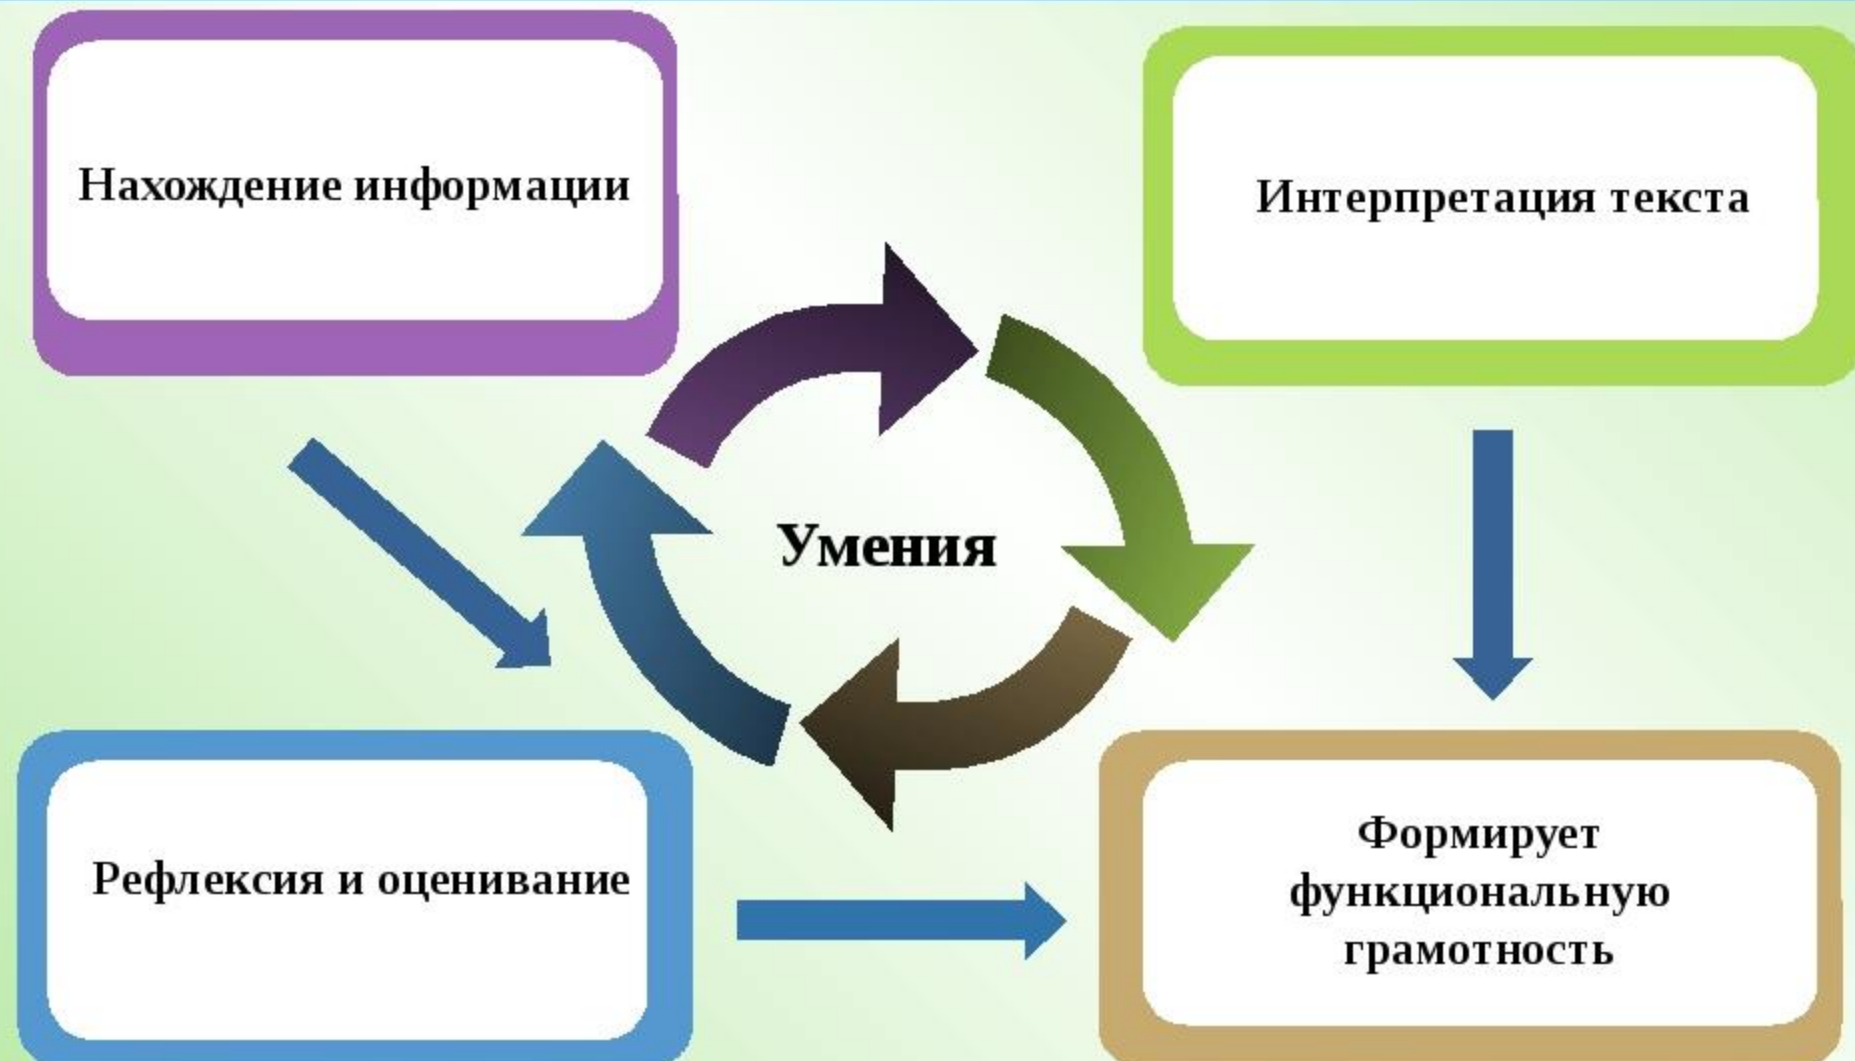 Нахождение информации
Интерпретация текста
Умения
Рефлексия и оценивание
Формирует
функциональную
грамотность